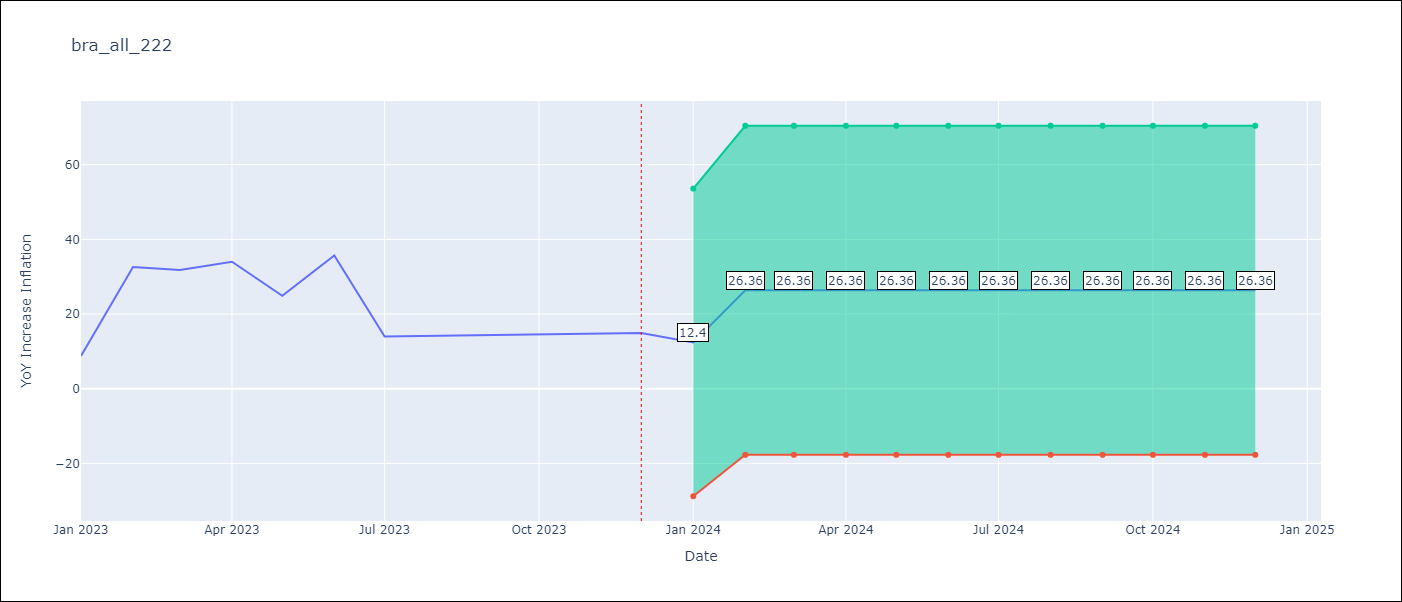 bra_all_222
YoY Increase Inflation
60
40
20
0
−20
12.4
26.36 26.36 26.36 26.36 26.36 26.36 26.36 26.36 26.36 26.36 26.36
Jan 2023 Apr 2023 Jul 2023 Oct 2023 Jan 2024 Apr 2024 Jul 2024 Oct 2024 Jan 2025
Date